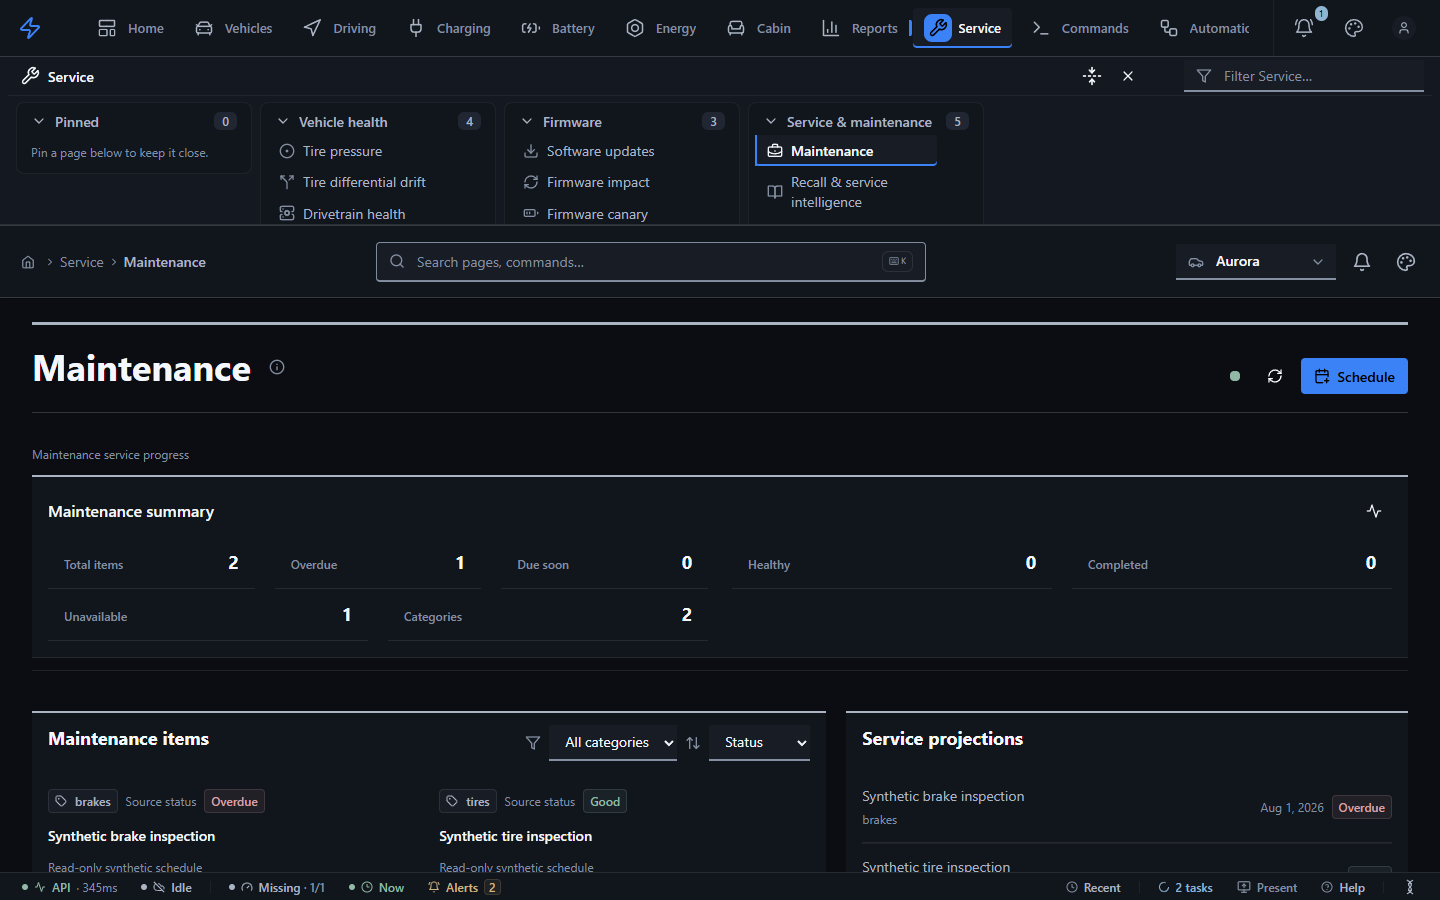 Home Vehicles Driving Charging Battery Energy Cabin Reports Service Commands Automatic 1
Service Filter Service...
Pinned 0
Pin a page below to keep it close.
Vehicle health 4
Tire pressure
Tire differential drift
Drivetrain health
Firmware 3
Software updates
Firmware impact
Firmware canary
Service & maintenance 5
Maintenance
Recall & service
intelligence
Service Maintenance Search pages, commands... K Aurora
Maintenance
Schedule
Maintenance service progress
Maintenance summary
Total items 2 Overdue 1 Due soon 0 Healthy 0 Completed 0
Unavailable 1 Categories 2
Maintenance items All categories Status
brakes Source status Overdue
Synthetic brake inspection
Read-only synthetic schedule
tires Source status Good
Synthetic tire inspection
Read-only synthetic schedule
Service projections
Synthetic brake inspection
brakes
Aug 1, 2026 Overdue
Synthetic tire inspection
API · 345ms Idle Missing · 1/1 Now Alerts 2 Recent 2 tasks Present Help